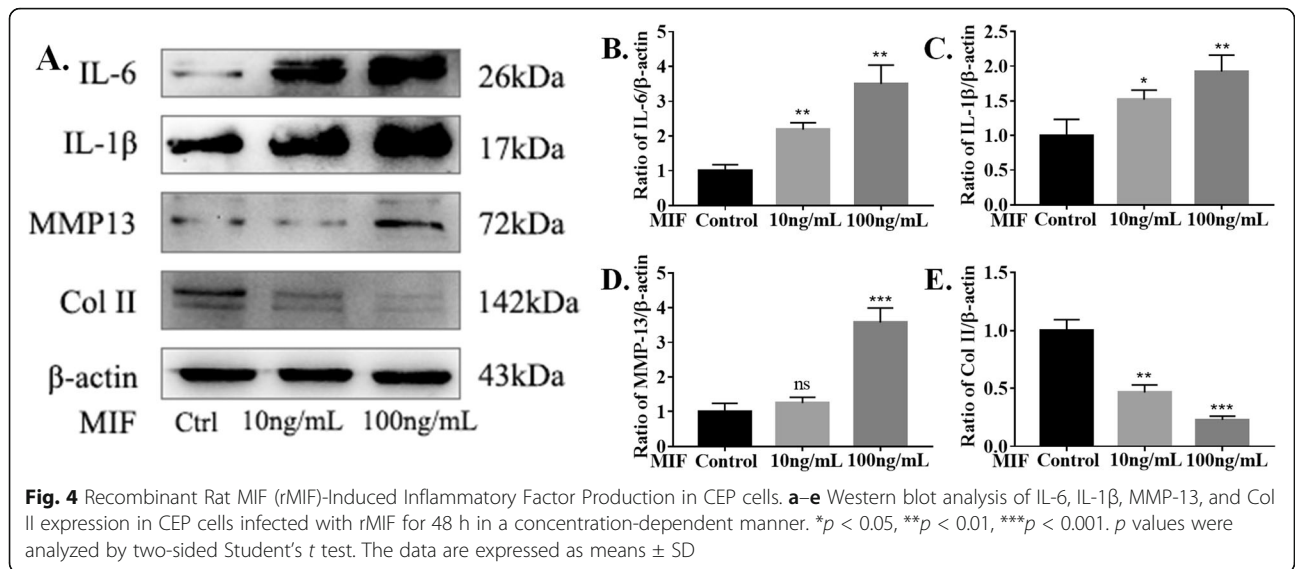 A.
IL-6 26kDa
IL-1β 17kDa
MMP13 72kDa
Col II 142kDa
β-actin 43kDa
MIF Ctrl 10ng/mL 100ng/mL
B.
Ratio of IL-6/β-actin
5
4
3
2
1
0
**
**
MIF Control 10ng/mL 100ng/mL
C.
Ratio of IL-1β/β-actin
2.5
2.0
1.5
1.0
0.5
0.0
*
**
MIF Control 10ng/mL 100ng/mL
D.
Ratio of MMP-13/β-actin
5
4
3
2
1
0
ns
***
MIF Control 10ng/mL 100ng/mL
E.
Ratio of Col II/β-actin
1.5
1.0
0.5
0.0
**
***
MIF Control 10ng/mL 100ng/mL
Fig. 4 Recombinant Rat MIF (rMIF)-Induced Inflammatory Factor Production in CEP cells. a–e Western blot analysis of IL-6, IL-1β, MMP-13, and Col
II expression in CEP cells infected with rMIF for 48 h in a concentration-dependent manner. *p < 0.05, **p < 0.01, ***p < 0.001. p values were
analyzed by two-sided Student's t test. The data are expressed as means ± SD